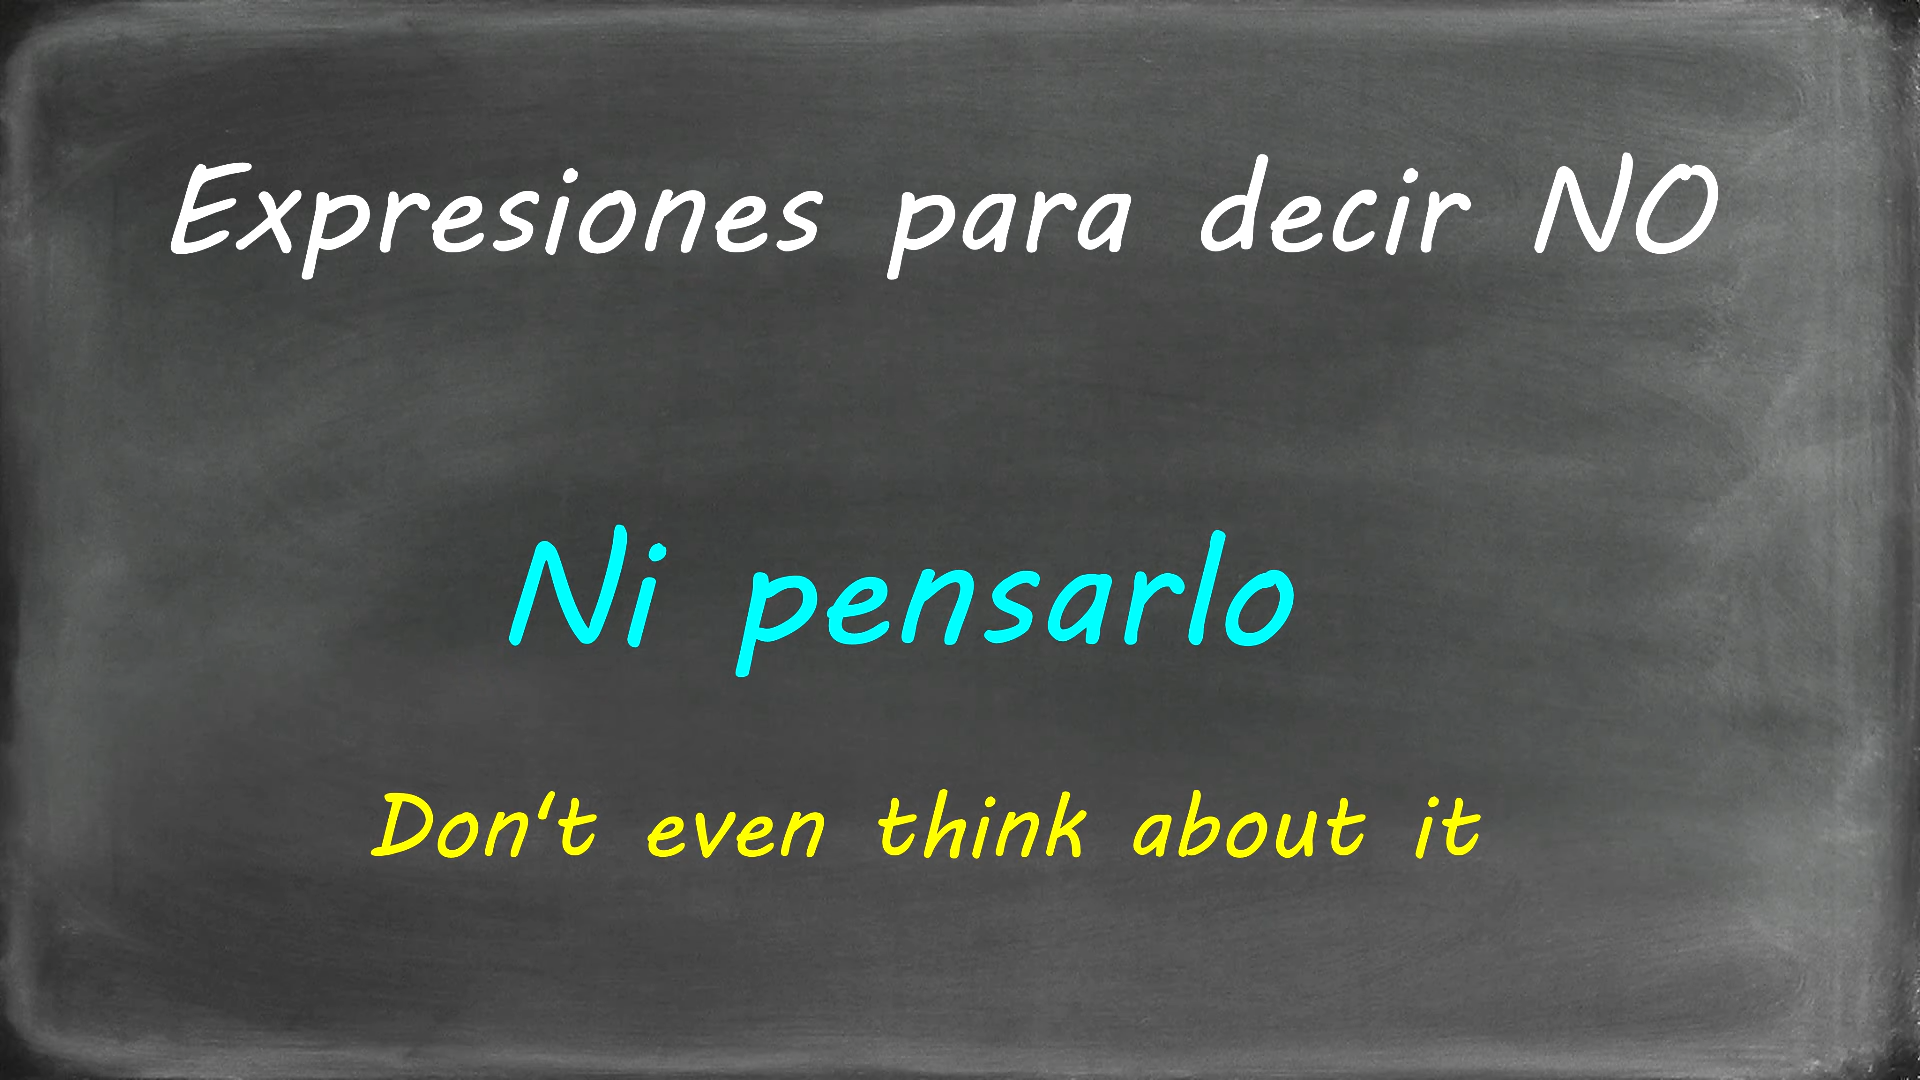 Expresiones para decir NO
Ni pensarlo
Don‘t even think about it